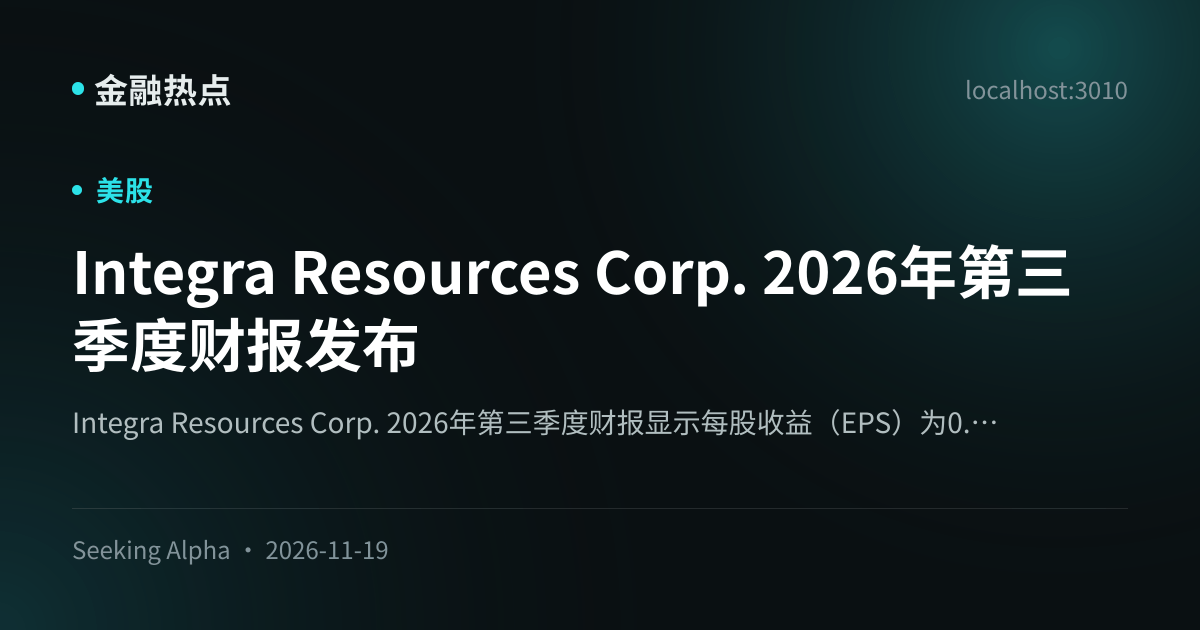 金融热点
localhost:3010
美股
Integra Resources Corp. 2026年第三
季度财报发布
Integra Resources Corp. 2026年第三季度财报显示每股收益（EPS）为0.…
Seeking Alpha · 2026-11-19